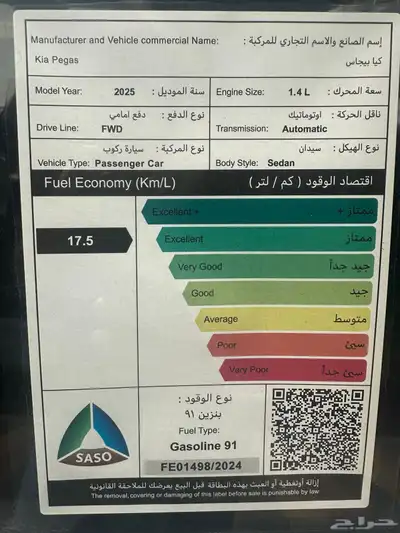 Manufacturer and Vehicle commercial Name: إسم الصانع والاسم التجاري للمركبة :
Kia Pegas كيا بيجاس
Model Year: 2025 سنة الموديل :
Engine Size: 1.4 L سعة المحرك :
نوع الدفع : دفع امامي
Drive Line: FWD
ناقل الحركة : اوتوماتيك
Transmission: Automatic
نوع المركبة : سيارة ركوب
Vehicle Type: Passenger Car
نوع الهيكل : سيدان
Body Style: Sedan
Fuel Economy (Km/L) اقتصاد الوقود ( كم / لتر )
Excellent + ممتاز +
17.5
Excellent ممتاز
Very Good جيد جداً
Good جيد
Average متوسط
Poor سيئ
Very Poor سيئ جداً
SASO
نوع الوقود :
بنزين ٩١
Fuel Type:
Gasoline 91
FE01498/2024
إزالة أوتغطية أو العبث بهذه البطاقة قبل البيع يعرضك للملاحقة القانونية
The removal, covering or damaging of this label before sale is punishable by law
حراج